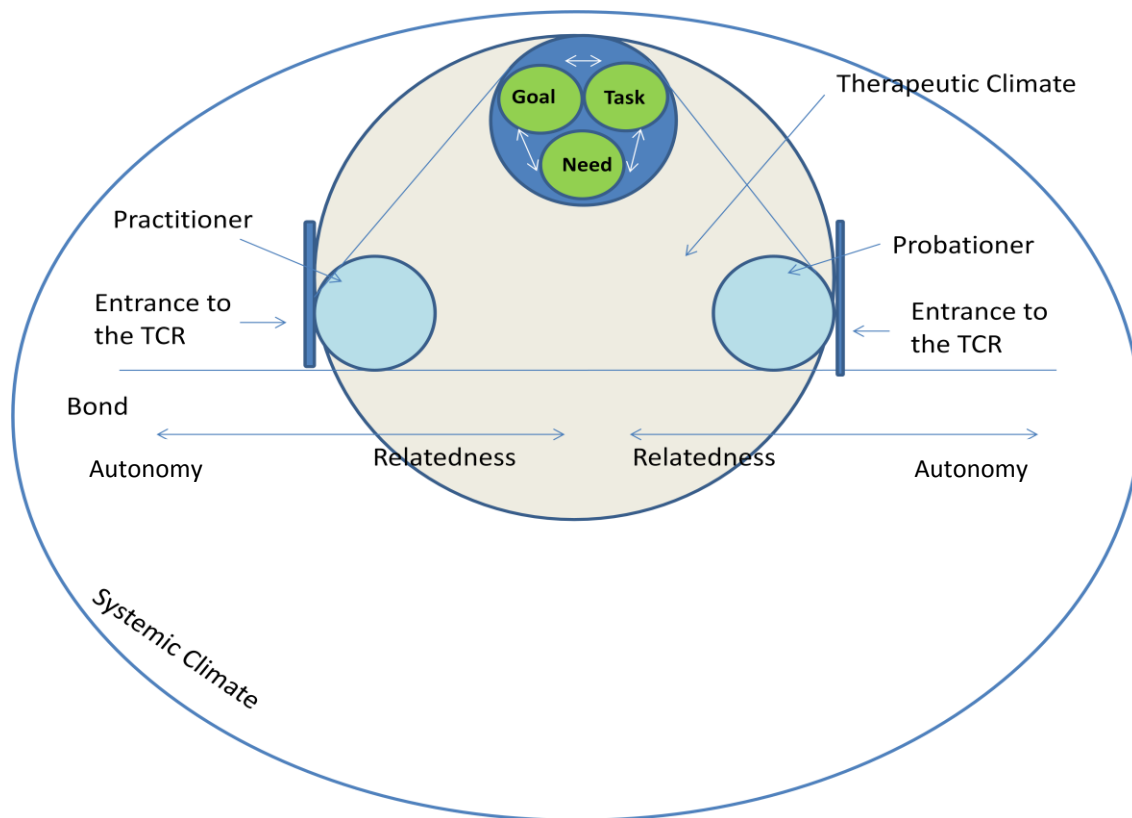 Goal
Task
Need
Therapeutic Climate
Practitioner
Probationer
Entrance to
the TCR
Entrance to
the TCR
Bond
Autonomy
Relatedness
Relatedness
Autonomy
Systemic Climate